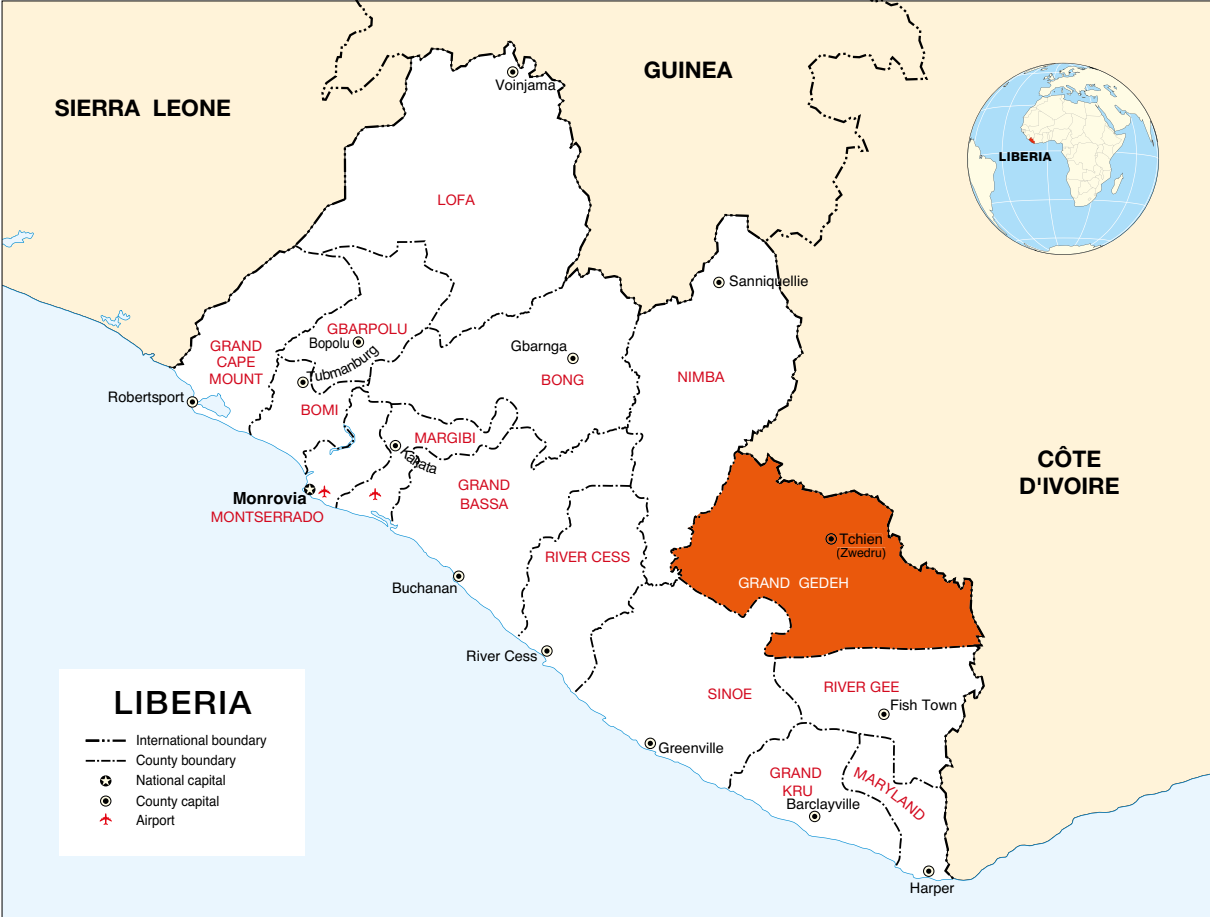 GUINEA
Voinjama
SIERRA LEONE
LIBERIA
LOFA
Sanniquellie
GBARPOLU
Bopolu
GRAND
CAPE
MOUNT
Tubmanburg
Gbarnga
BONG
NIMBA
Robertsport
BOMI
MARGIBI
Kakata
CÔTE
D'IVOIRE
GRAND
BASSA
Monrovia
MONTSERRADO
Tchien
(Zwedru)
RIVER CESS
GRAND GEDEH
Buchanan
River Cess
SINOE
RIVER GEE
Fish Town
Greenville
GRAND
KRU
Barclayville
MARYLAND
Harper
LIBERIA
International boundary
County boundary
National capital
County capital
Airport